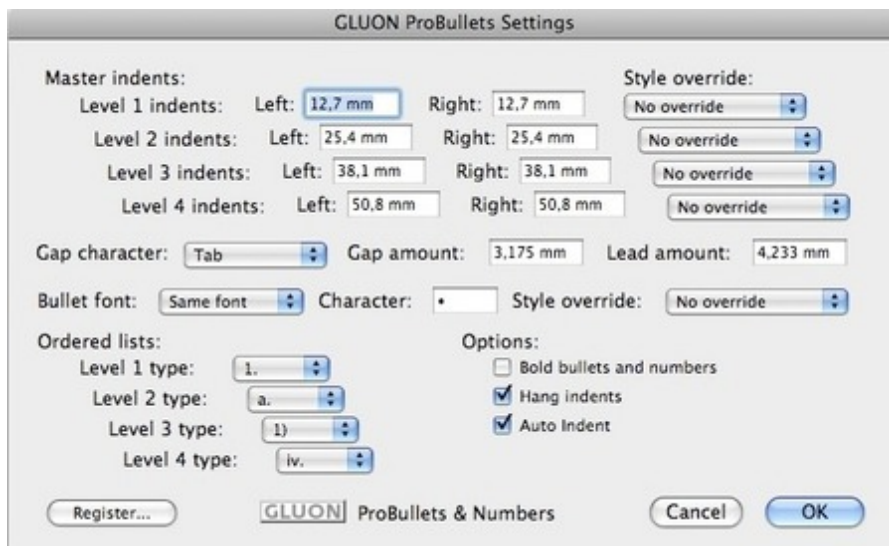 GLUON ProBullets Settings
Master indents: Style override:
Level 1 indents: Left: 12,7 mm Right: 12,7 mm No override
Level 2 indents: Left: 25,4 mm Right: 25,4 mm No override
Level 3 indents: Left: 38,1 mm Right: 38,1 mm No override
Level 4 indents: Left: 50,8 mm Right: 50,8 mm No override
Gap character: Tab Gap amount: 3,175 mm Lead amount: 4,233 mm
Bullet font: Same font Character: • Style override: No override
Ordered lists: Options:
Level 1 type: 1. Bold bullets and numbers
Level 2 type: a. Hang indents
Level 3 type: 1) Auto Indent
Level 4 type: iv.
Register... GLUON ProBullets & Numbers Cancel OK